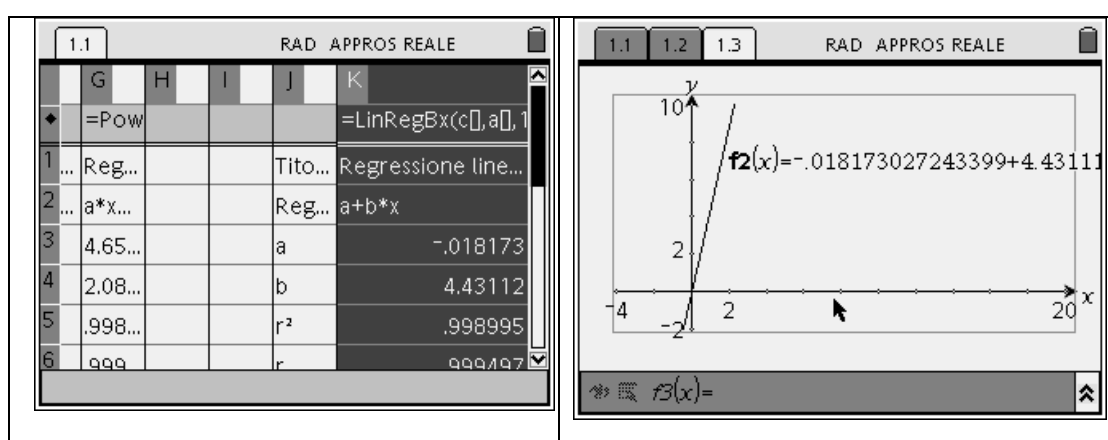 1.1 RAD APPROS REALE
G H I J K
=Pow =LinRegBx(c[],a[],1
1 ... Reg... Tito... Regressione line...
2 ... a*x... Reg... a+b*x
3 4.65... a -.018173
4 2.08... b 4.43112
5 .998... r² .998995
6 .999... r .999497
1.1 1.2 1.3 RAD APPROS REALE
y
10
f2(x)=-.018173027243399+4.43111
2
-4 2 20 x
-2
f3(x)=